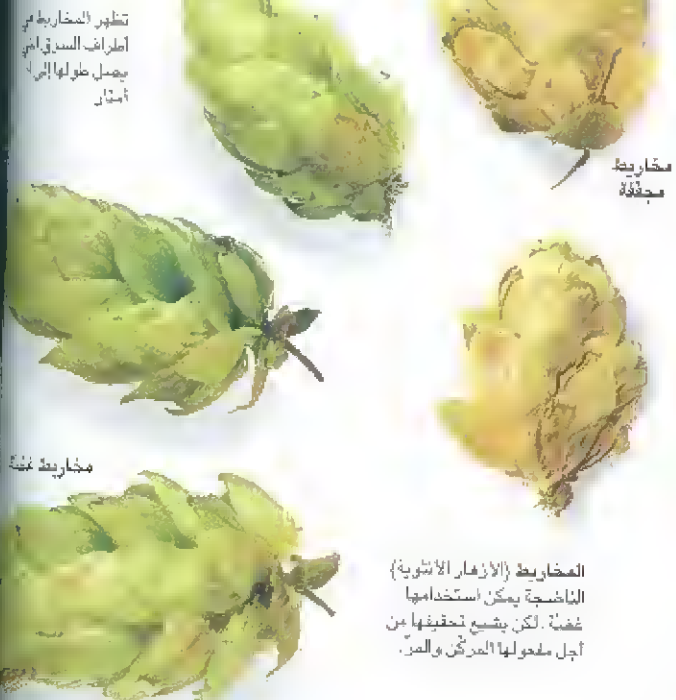 تظهر المخاريط في
أطراف السوق التي
يصل طولها إلى
أمتار
مخاريط
مجففة
مخاريط غضة
المخاريط (الأزهار الأنثوية)
الناضجة يمكن استخدامها
غضة . لكن يشيع تجفيفها من
أجل مفعولها المركّن والمرّ.